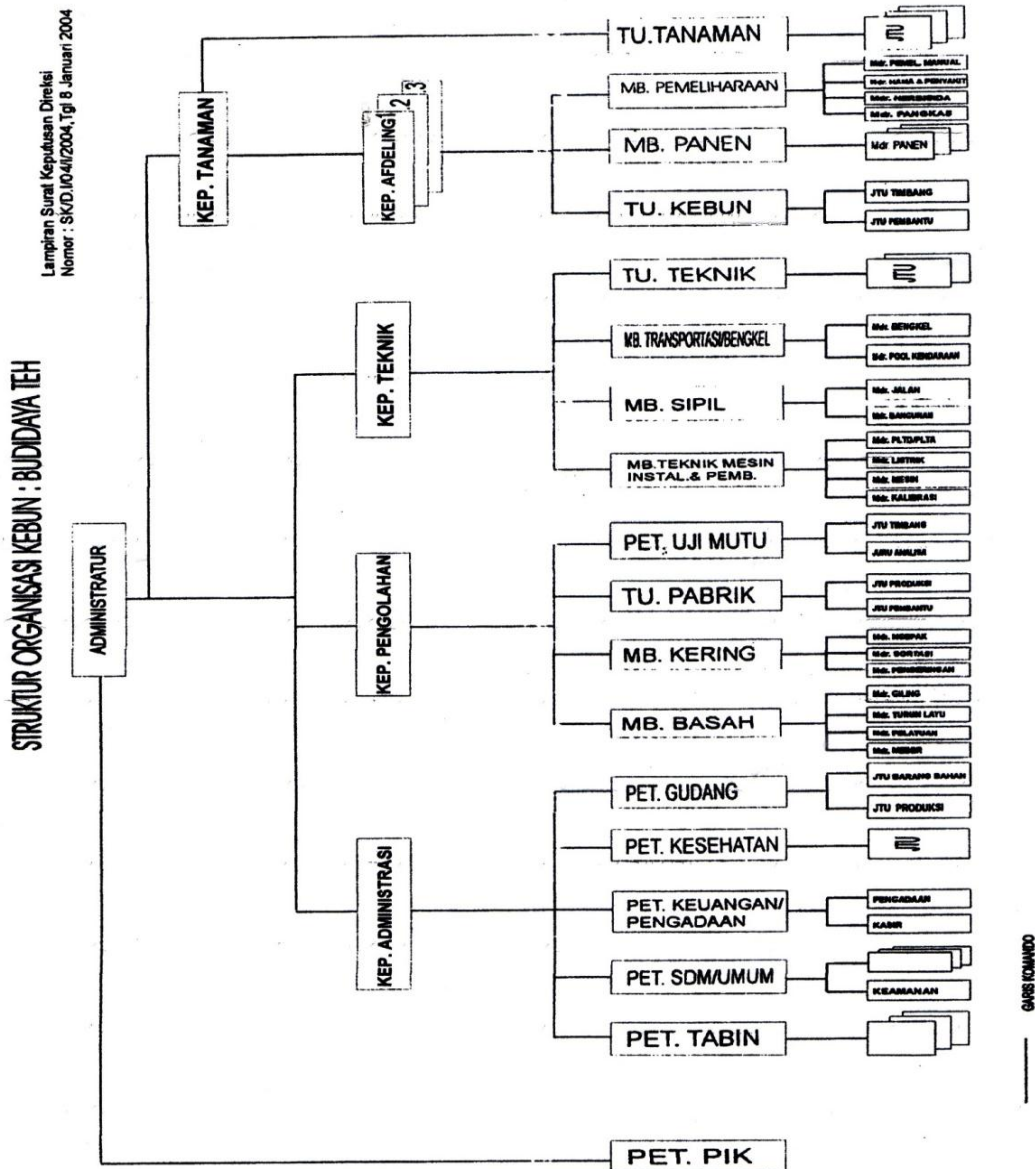 Lampiran Surat Keputusan Direksi
Nomor : SK/D.I/04/I/2004,Tgl 8 Januari 2004
STRUKTUR ORGANISASI KEBUN : BUDIDAYA TEH
ADMINISTRATUR
KEP. TANAMAN
KEP. AFDELING1
2
3
KEP. TEKNIK
KEP. PENGOLAHAN
KEP. ADMINISTRASI
TU.TANAMAN
MB. PEMELIHARAAN
Mdr. PEMEL. MANUAL
Mdr. HAMA & PENYAKIT
Mdr. HERBISIDA
Mdr. PANGKAS
MB. PANEN
Mdr PANEN
TU. KEBUN
JTU TIMBANG
JTU PEMBANTU
TU. TEKNIK
MB. TRANSPORTASI/BENGKEL
Mdr. BENGKEL
Mdr. POOL KENDARAAN
MB. SIPIL
Mdr. JALAN
Mdr. BANGUNAN
MB.TEKNIK MESIN
INSTAL.& PEMB.
Mdr. PLTD/PLTA
Mdr. LISTRIK
Mdr. MESIN
Mdr. KALIBRASI
PET. UJI MUTU
JTU TIMBANG
JURU ANALISA
TU. PABRIK
JTU PRODUKSI
JTU PEMBANTU
MB. KERING
Mdr. SORTASI
Mdr. PENGERINGAN
MB. BASAH
Mdr. GILING
Mdr. TURUN LAYU
Mdr. PELAYUAN
PET. GUDANG
JTU BARANG BAHAN
JTU PRODUKSI
PET. KESEHATAN
PET. KEUANGAN/
PENGADAAN
PENGADAAN
KASIR
PET. SDM/UMUM
KEAMANAN
PET. TABIN
PET. PIK
GARIS KOMANDO